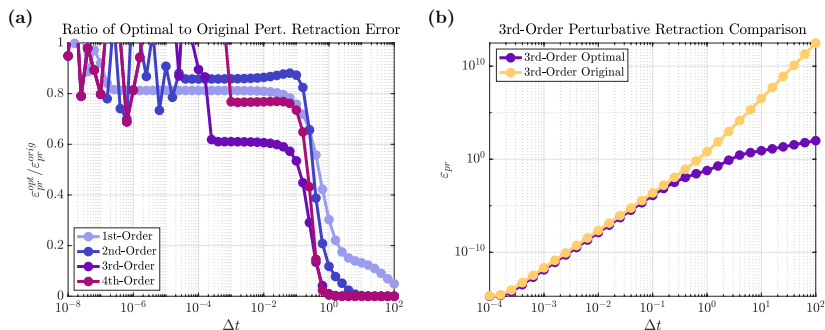 (a)
Ratio of Optimal to Original Pert. Retraction Error
1
0.8
0.6
0.4
0.2
0
ε_pr^opt / ε_pr^orig
1st-Order
2nd-Order
3rd-Order
4th-Order
10^-8 10^-6 10^-4 10^-2 10^0 10^2
Δt
(b)
3rd-Order Perturbative Retraction Comparison
3rd-Order Optimal
3rd-Order Original
10^10
10^0
10^-10
ε_pr
10^-4 10^-3 10^-2 10^-1 10^0 10^1 10^2
Δt